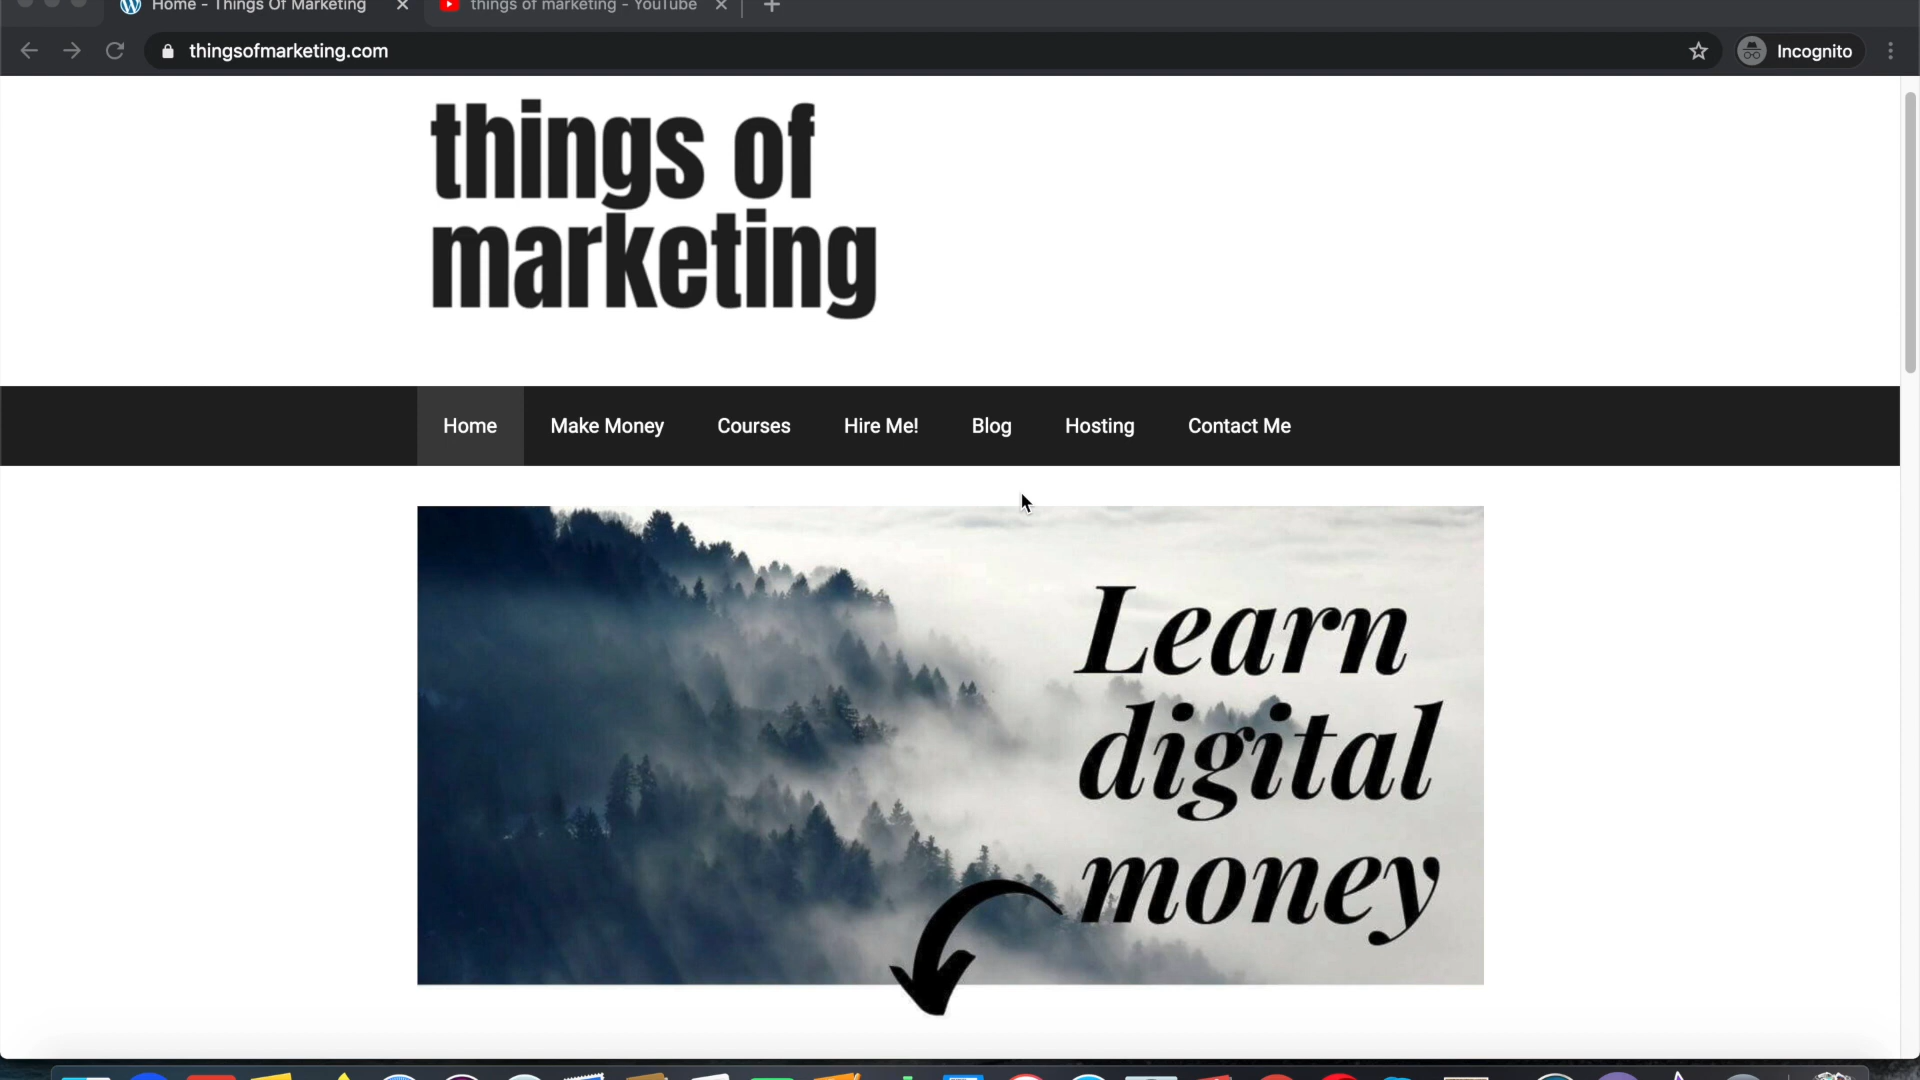 Home - Things Of Marketing
things of marketing - YouTube
thingsofmarketing.com
Incognito
things of
marketing
Home
Make Money
Courses
Hire Me!
Blog
Hosting
Contact Me
Learn
digital
money